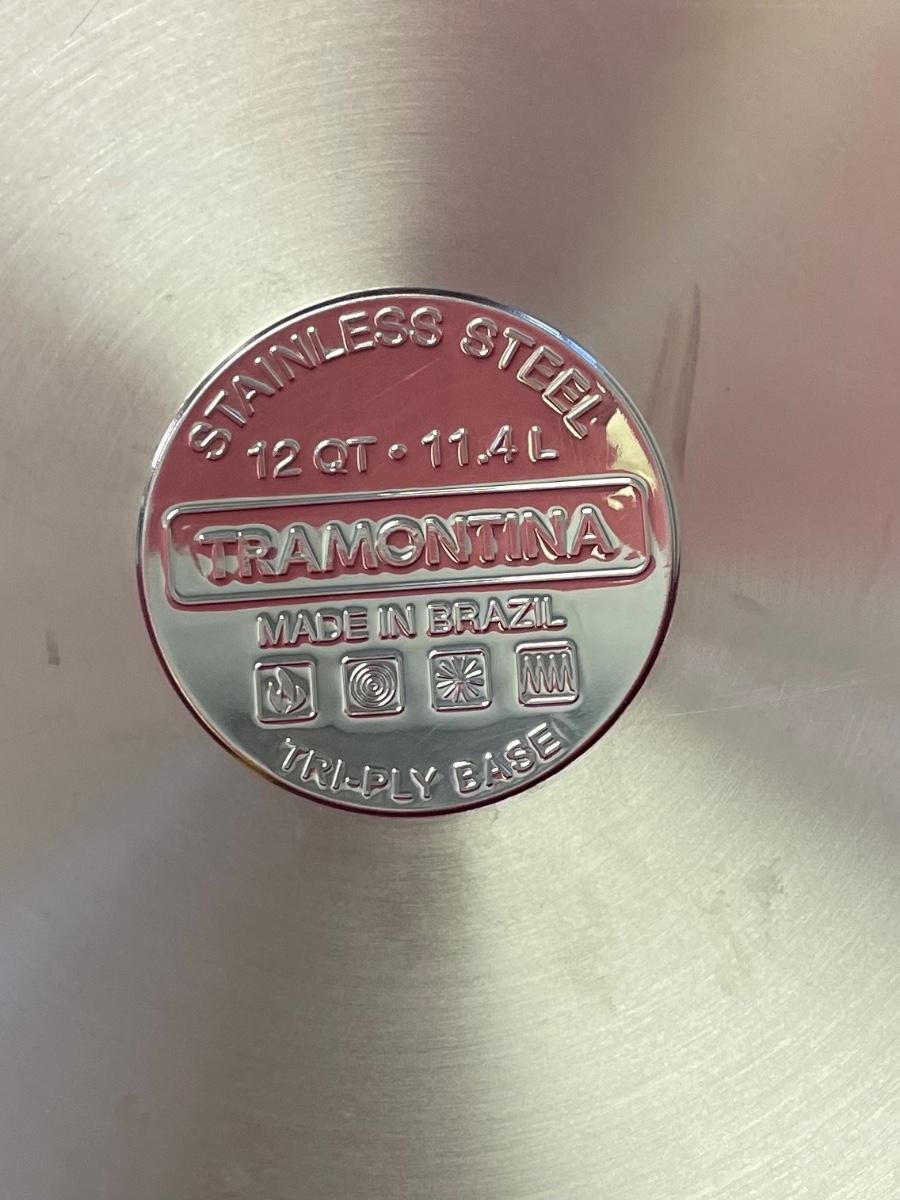 STAINLESS STEEL
12 QT • 11.4 L
TRAMONTINA
MADE IN BRAZIL
TRI-PLY BASE